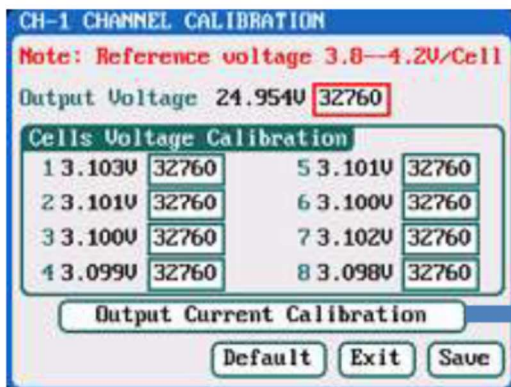 CH-1 CHANNEL CALIBRATION
Note: Reference voltage 3.8--4.2V/Cell
Output Voltage 24.954V 32760
Cells Voltage Calibration
1 3.103V 32760 5 3.101V 32760
2 3.101V 32760 6 3.100V 32760
3 3.100V 32760 7 3.102V 32760
4 3.099V 32760 8 3.098V 32760
Output Current Calibration
Default Exit Save